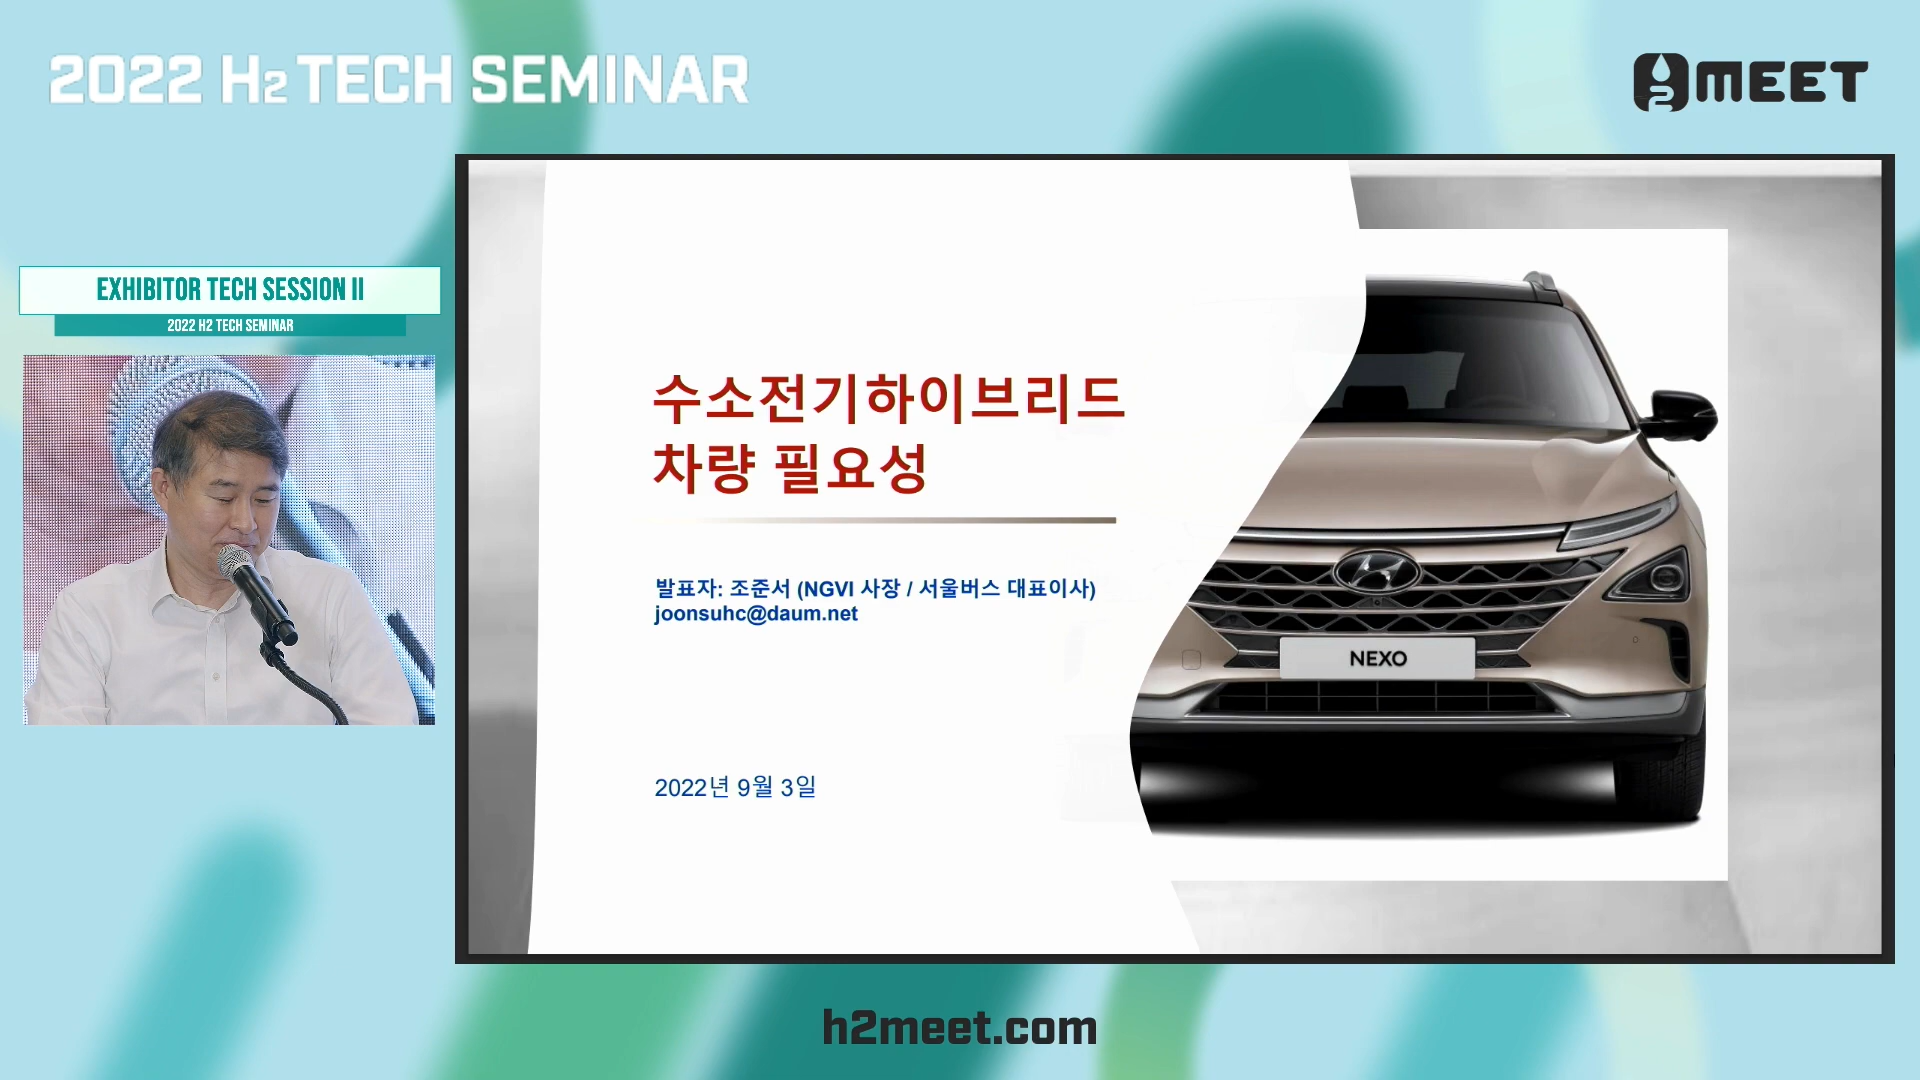 2022 H2 TECH SEMINAR
MEET
EXHIBITOR TECH SESSION II
2022 H2 TECH SEMINAR
수소전기하이브리드
차량 필요성
발표자: 조준서 (NGVI 사장 / 서울버스 대표이사)
joonsuhc@daum.net
2022년 9월 3일
NEXO
h2meet.com